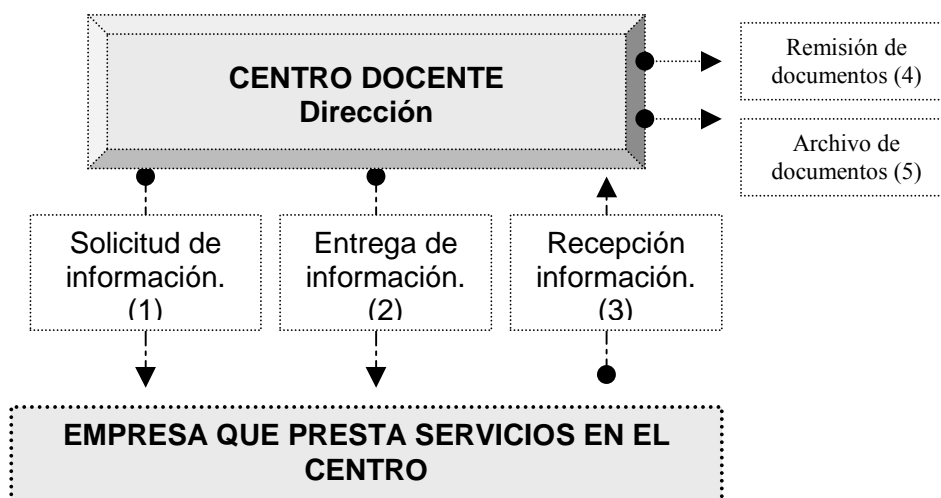 CENTRO DOCENTE
Dirección
Remisión de
documentos (4)
Archivo de
documentos (5)
Solicitud de
información.
(1)
Entrega de
información.
(2)
Recepción
información.
(3)
EMPRESA QUE PRESTA SERVICIOS EN EL
CENTRO